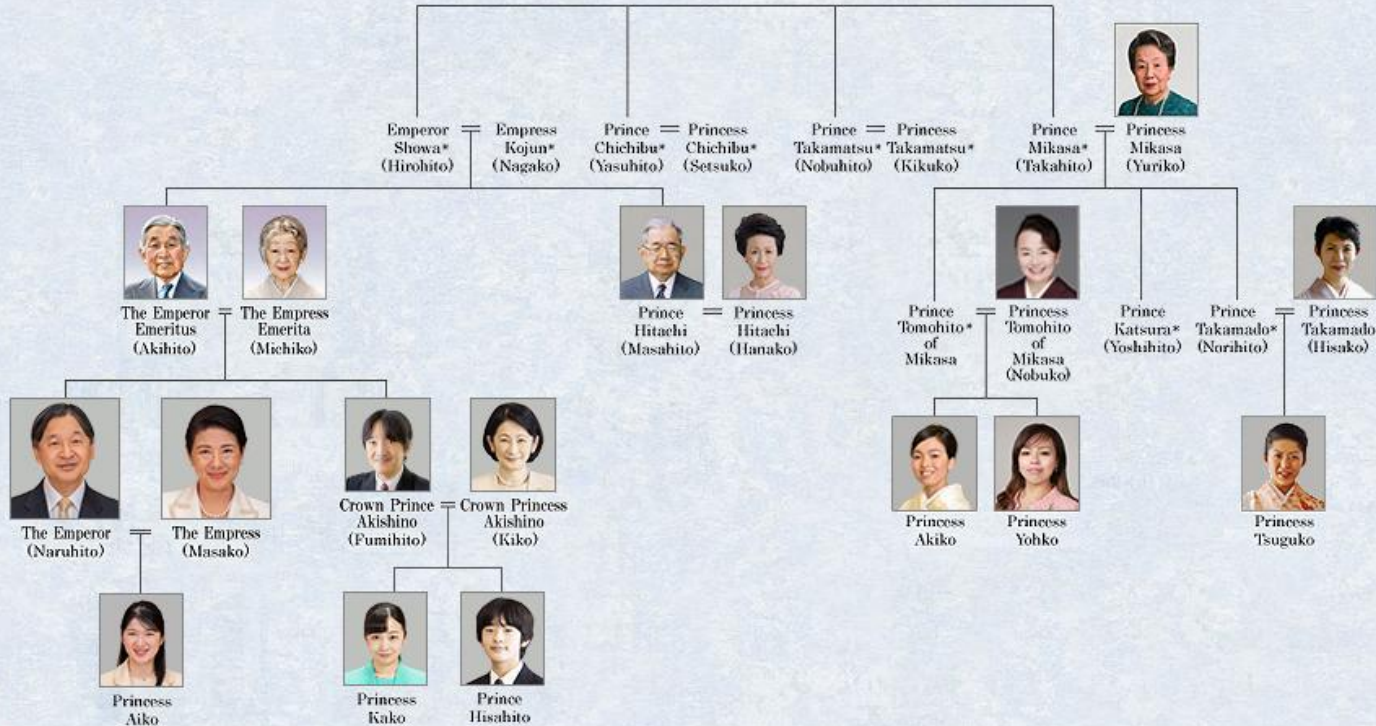 Emperor
Showa*
(Hirohito)
Empress
Kojun*
(Nagako)
Prince
Chichibu*
(Yasuhito)
Princess
Chichibu*
(Setsuko)
Prince
Takamatsu*
(Nobuhito)
Princess
Takamatsu*
(Kikuko)
Prince
Mikasa*
(Takahito)
Princess
Mikasa
(Yuriko)
The Emperor
Emeritus
(Akihito)
The Empress
Emerita
(Michiko)
Prince
Hitachi
(Masahito)
Princess
Hitachi
(Hanako)
Prince
Tomohito*
of
Mikasa
Princess
Tomohito
of
Mikasa
(Nobuko)
Prince
Katsura*
(Yoshihito)
Prince
Takamado*
(Norihito)
Princess
Takamado
(Hisako)
The Emperor
(Naruhito)
The Empress
(Masako)
Crown Prince
Akishino
(Fumihito)
Crown Princess
Akishino
(Kiko)
Princess
Akiko
Princess
Yohko
Princess
Tsuguko
Princess
Aiko
Princess
Kako
Prince
Hisahito